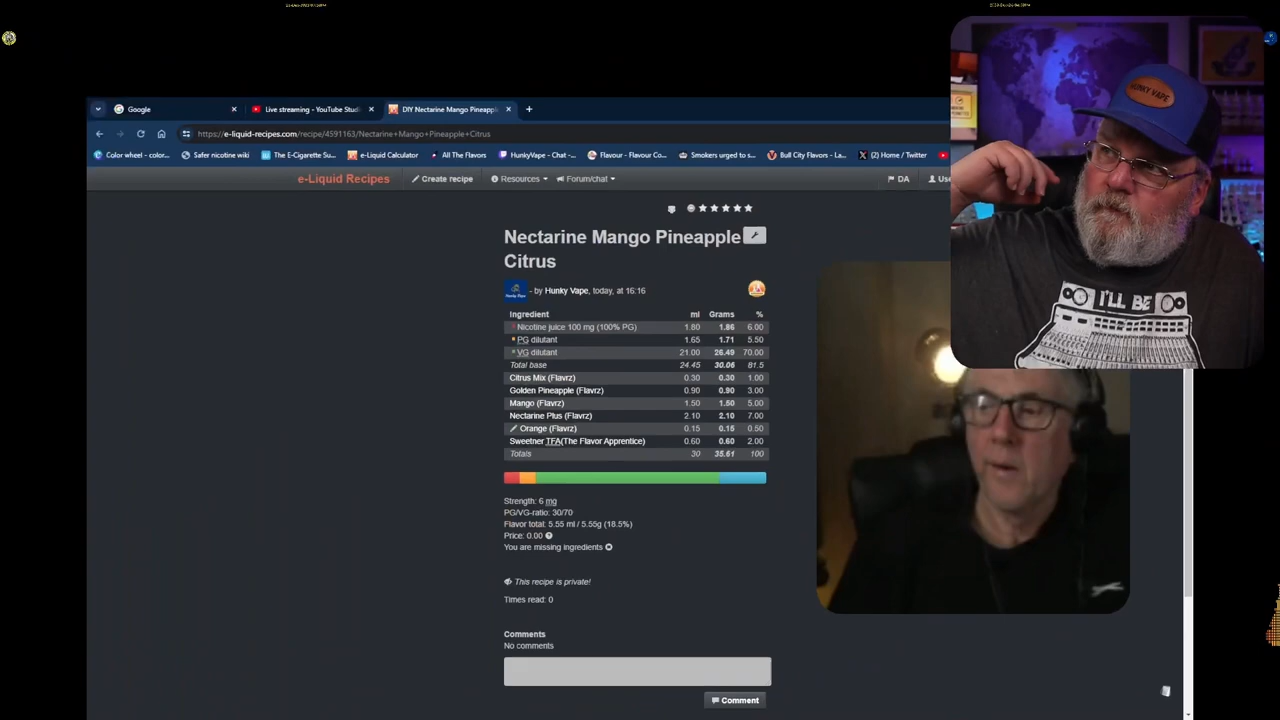 Google
Live streaming - YouTube Studi
DIY Nectarine Mango Pineappl
https://e-liquid-recipes.com/recipe/4591163/Nectarine+Mango+Pineapple+Citrus
Color wheel - color...
Safer nicotine wiki
The E-Cigarette Su...
e-Liquid Calculator
All The Flavors
HunkyVape - Chat -...
Flavour - Flavour Co...
Smokers urged to s...
Bull City Flavors - La...
(2) Home / Twitter
e-Liquid Recipes
Create recipe
Resources
Forum/chat
DA
Use
Nectarine Mango Pineapple
Citrus
- by Hunky Vape, today, at 16:16
Ingredient ml Grams %
Nicotine juice 100 mg (100% PG) 1.80 1.86 6.00
PG dilutant 1.65 1.71 5.50
VG dilutant 21.00 26.49 70.00
Total base 24.45 30.06 81.5
Citrus Mix (Flavrz) 0.30 0.30 1.00
Golden Pineapple (Flavrz) 0.90 0.90 3.00
Mango (Flavrz) 1.50 1.50 5.00
Nectarine Plus (Flavrz) 2.10 2.10 7.00
Orange (Flavrz) 0.15 0.15 0.50
Sweetner TFA(The Flavor Apprentice) 0.60 0.60 2.00
Totals 30 35.61 100
Strength: 6 mg
PG/VG-ratio: 30/70
Flavor total: 5.55 ml / 5.55g (18.5%)
Price: 0.00
You are missing ingredients
This recipe is private!
Times read: 0
Comments
No comments
Comment
HUNKY VAPE
I'LL BE